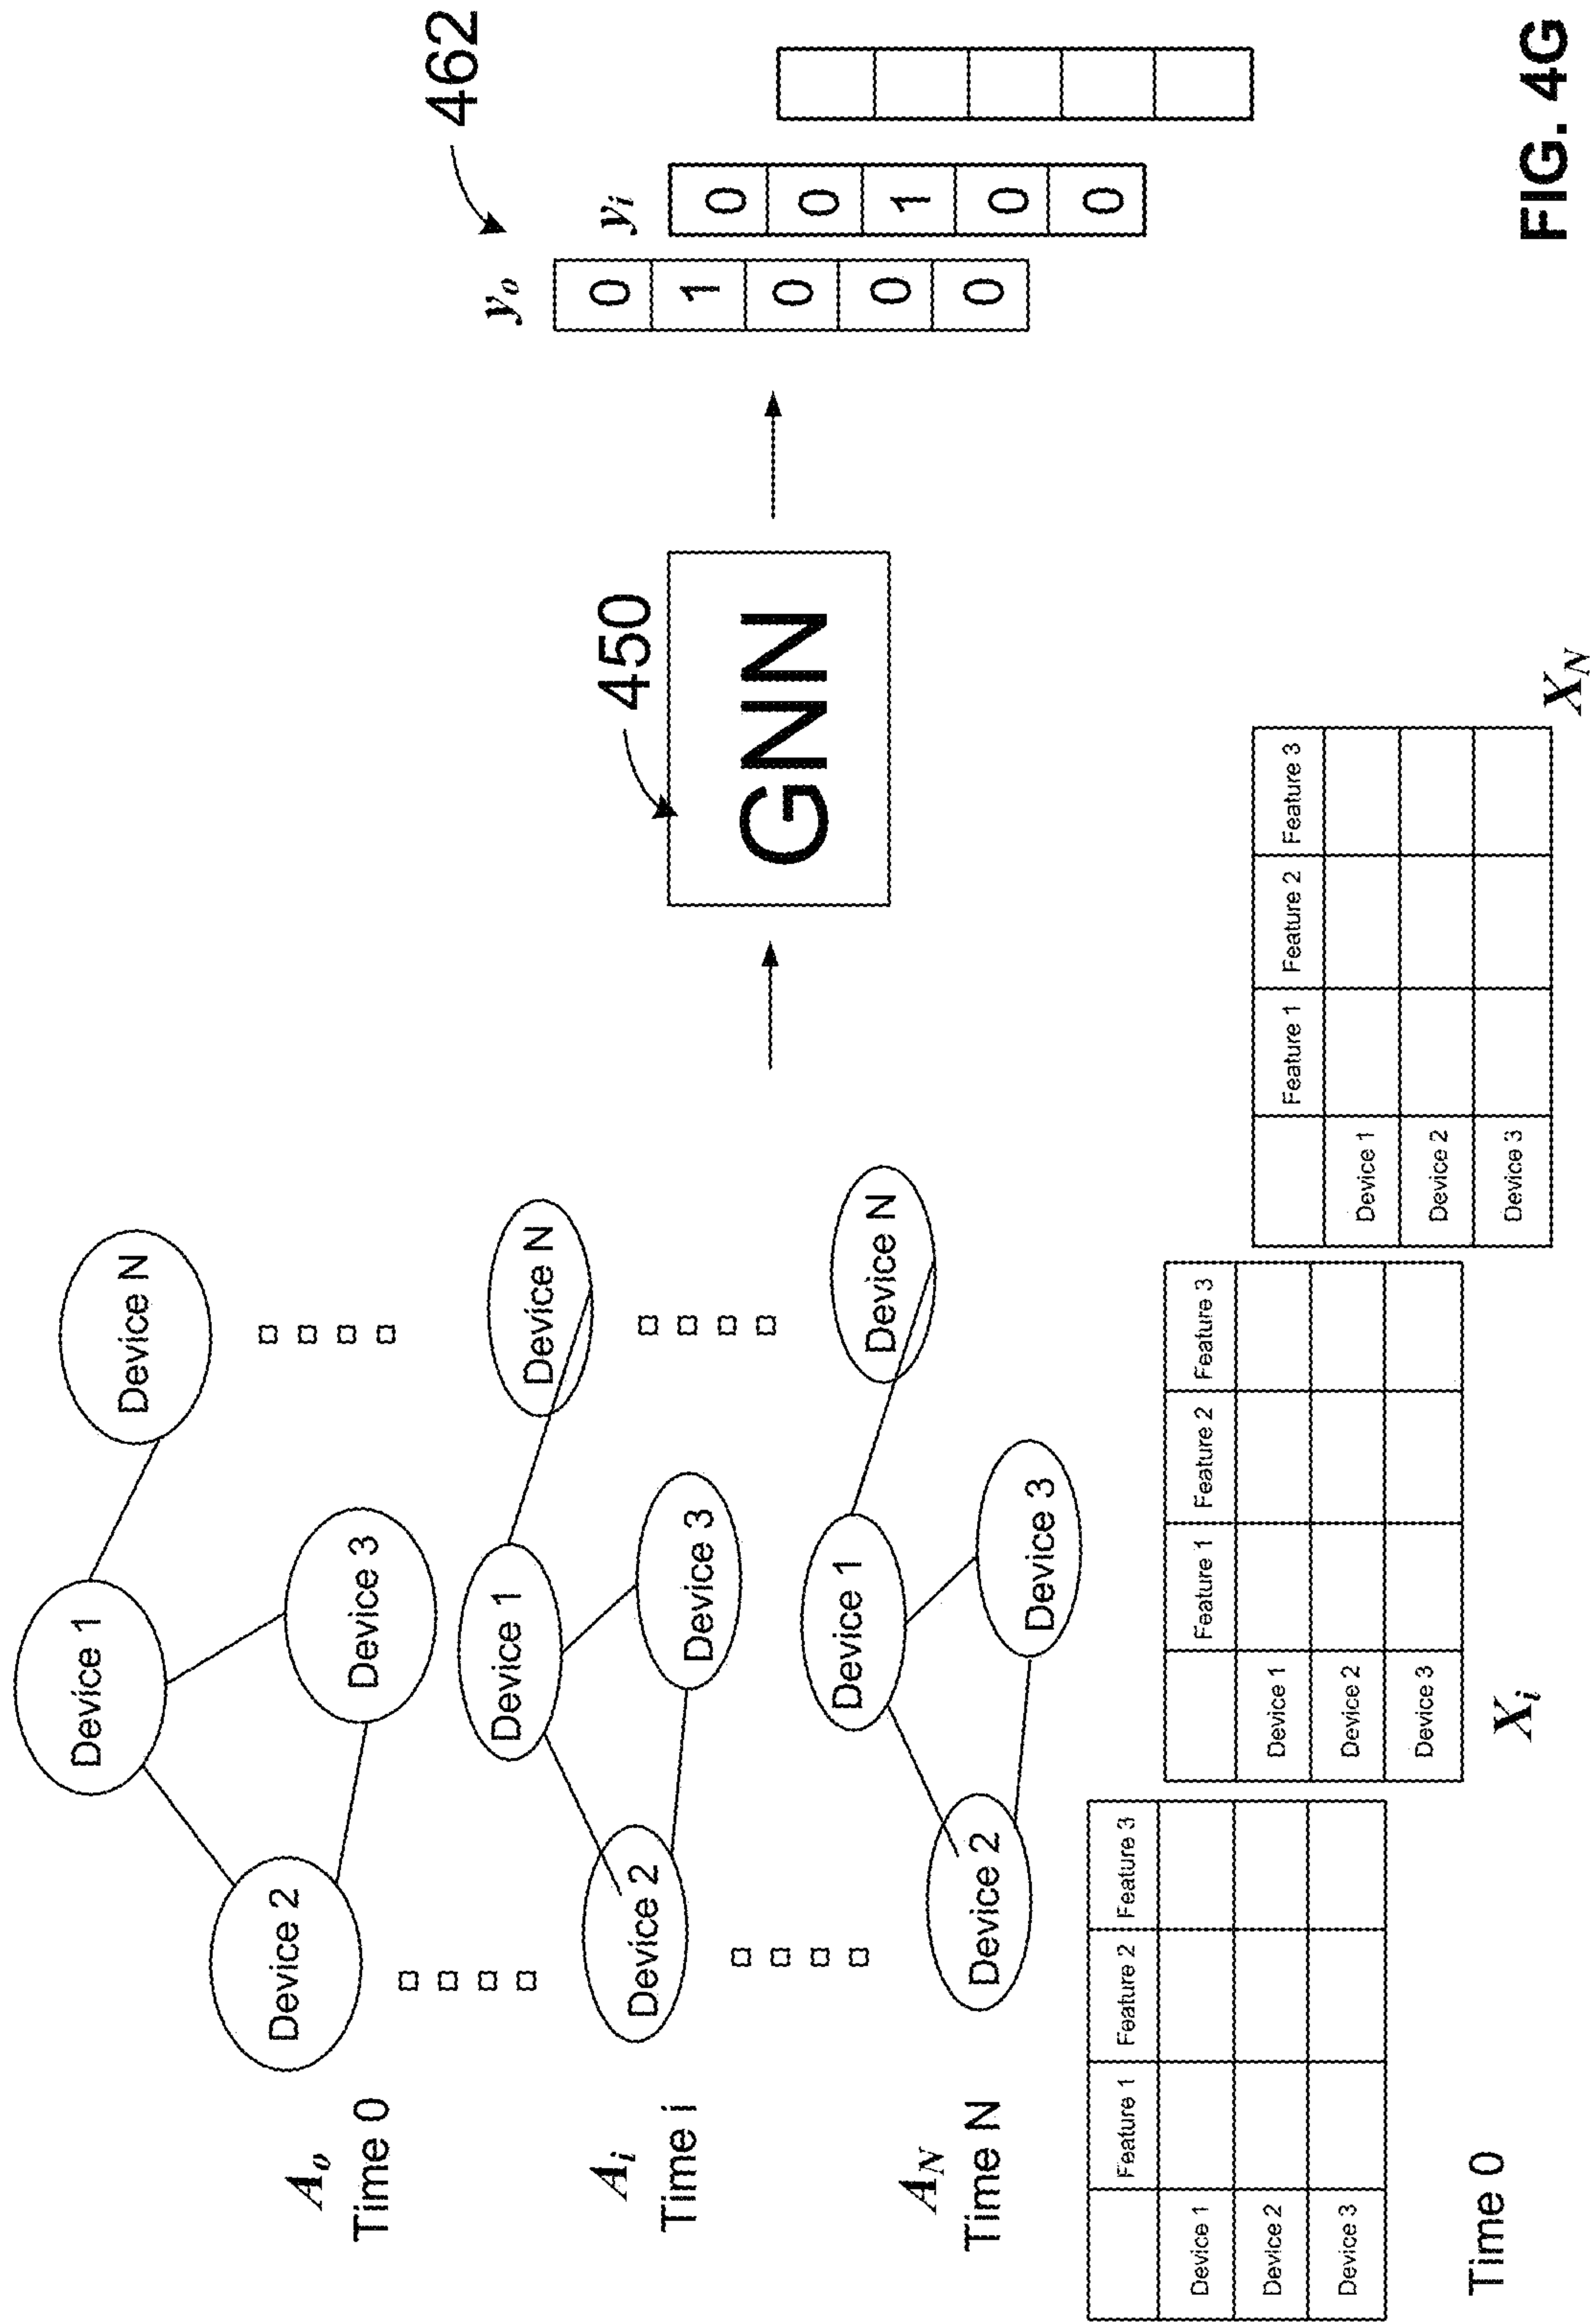 462
y₀
yᵢ
0
1
0
0
0
0
0
1
0
0
450
GNN
A₀
Time 0
Device 1
Device 2
Device 3
Device N
Aᵢ
Time i
Device 1
Device 2
Device 3
Device N
A_N
Time N
Device 1
Device 2
Device 3
Device N
Feature 1 Feature 2 Feature 3
Device 1
Device 2
Device 3
Time 0
Feature 1 Feature 2 Feature 3
Device 1
Device 2
Device 3
Xᵢ
Feature 1 Feature 2 Feature 3
Device 1
Device 2
Device 3
X_N
FIG. 4G